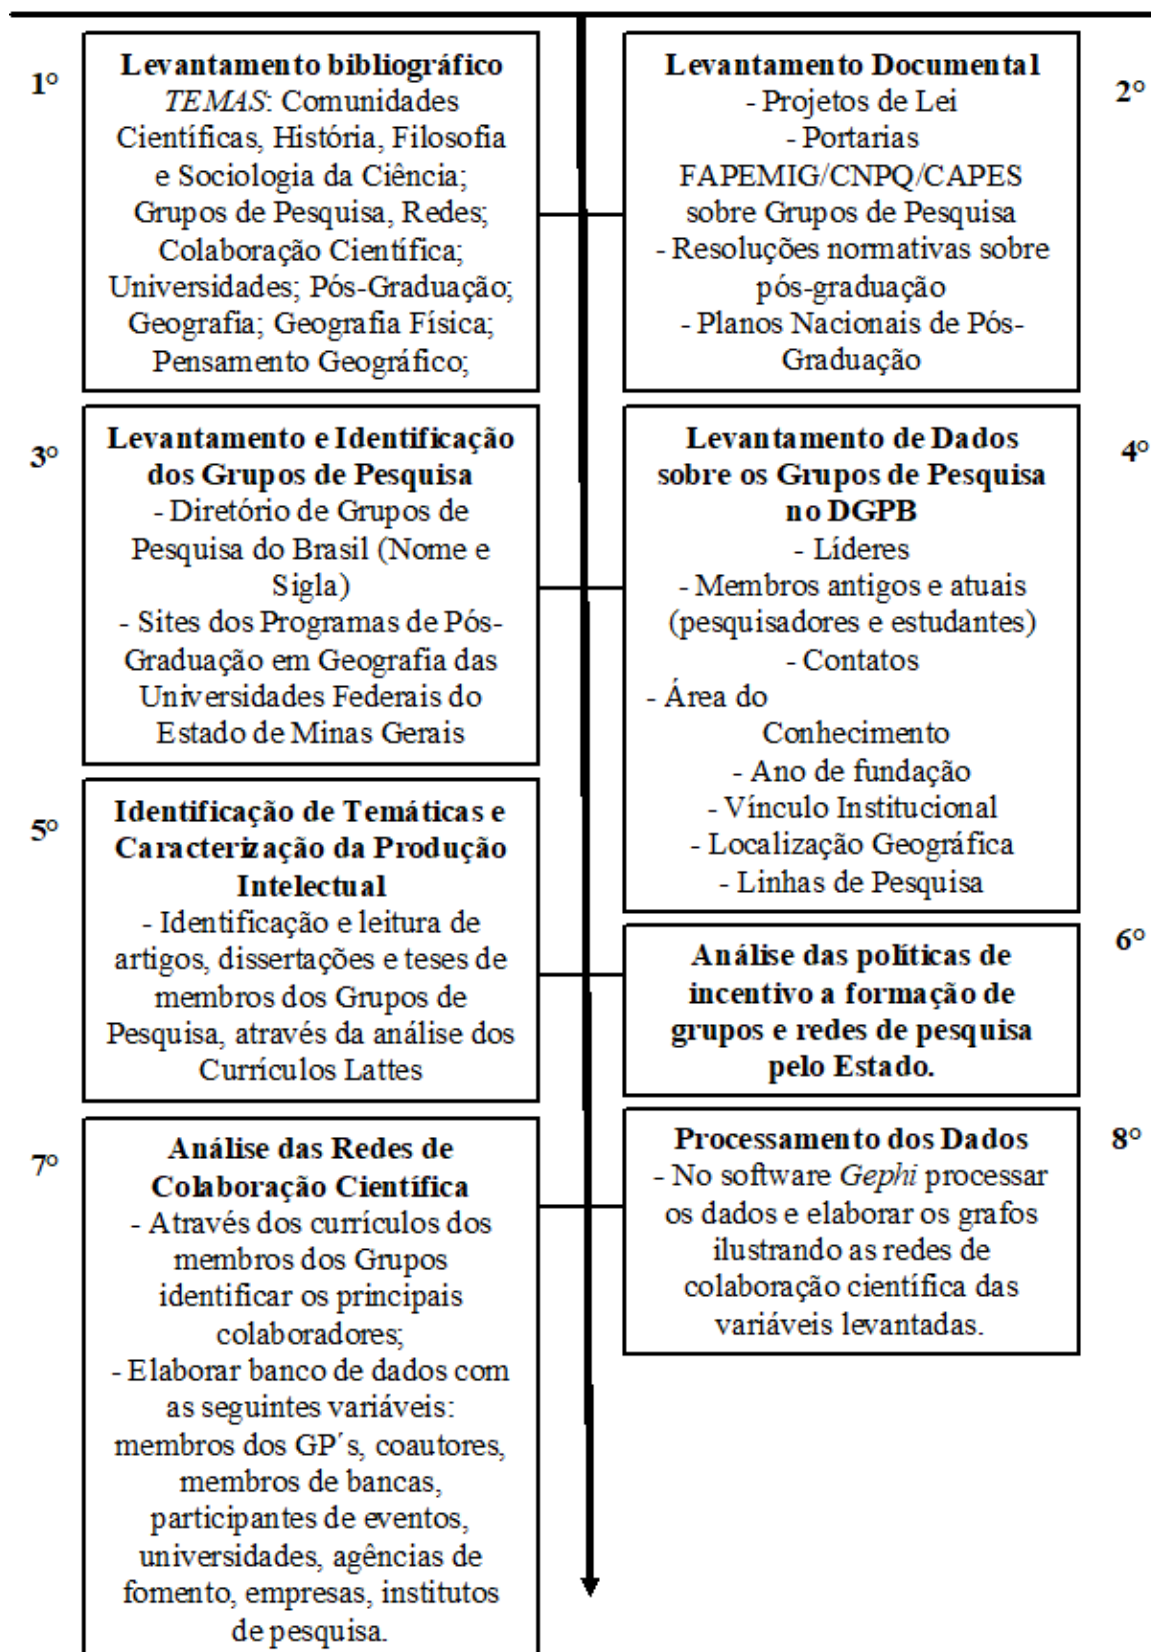 1°
Levantamento bibliográfico
TEMAS: Comunidades
Científicas, História, Filosofia
e Sociologia da Ciência;
Grupos de Pesquisa, Redes;
Colaboração Científica;
Universidades; Pós-Graduação;
Geografia; Geografia Física;
Pensamento Geográfico;
2°
Levantamento Documental
- Projetos de Lei
- Portarias
FAPEMIG/CNPQ/CAPES
sobre Grupos de Pesquisa
- Resoluções normativas sobre
pós-graduação
- Planos Nacionais de Pós-
Graduação
3°
Levantamento e Identificação
dos Grupos de Pesquisa
- Diretório de Grupos de
Pesquisa do Brasil (Nome e
Sigla)
- Sites dos Programas de Pós-
Graduação em Geografia das
Universidades Federais do
Estado de Minas Gerais
4°
Levantamento de Dados
sobre os Grupos de Pesquisa
no DGPB
- Líderes
- Membros antigos e atuais
(pesquisadores e estudantes)
- Contatos
- Área do
Conhecimento
- Ano de fundação
- Vínculo Institucional
- Localização Geográfica
- Linhas de Pesquisa
5°
Identificação de Temáticas e
Caracterização da Produção
Intelectual
- Identificação e leitura de
artigos, dissertações e teses de
membros dos Grupos de
Pesquisa, através da análise dos
Currículos Lattes
6°
Análise das políticas de
incentivo a formação de
grupos e redes de pesquisa
pelo Estado.
7°
Análise das Redes de
Colaboração Científica
- Através dos currículos dos
membros dos Grupos
identificar os principais
colaboradores;
- Elaborar banco de dados com
as seguintes variáveis:
membros dos GP´s, coautores,
membros de bancas,
participantes de eventos,
universidades, agências de
fomento, empresas, institutos
de pesquisa.
8°
Processamento dos Dados
- No software Gephi processar
os dados e elaborar os grafos
ilustrando as redes de
colaboração científica das
variáveis levantadas.